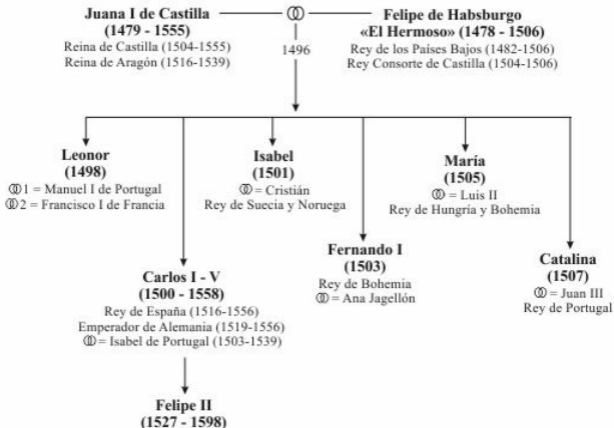 Juana I de Castilla
(1479 - 1555)
Reina de Castilla (1504-1555)
Reina de Aragón (1516-1539)
1496
Felipe de Habsburgo
«El Hermoso» (1478 - 1506)
Rey de los Países Bajos (1482-1506)
Rey Consorte de Castilla (1504-1506)
Leonor
(1498)
1 = Manuel I de Portugal
2 = Francisco I de Francia
Isabel
(1501)
= Cristián
Rey de Suecia y Noruega
María
(1505)
= Luis II
Rey de Hungría y Bohemia
Carlos I - V
(1500 - 1558)
Rey de España (1516-1556)
Emperador de Alemania (1519-1556)
= Isabel de Portugal (1503-1539)
Fernando I
(1503)
Rey de Bohemia
= Ana Jagellón
Catalina
(1507)
= Juan III
Rey de Portugal
Felipe II
(1527 - 1598)